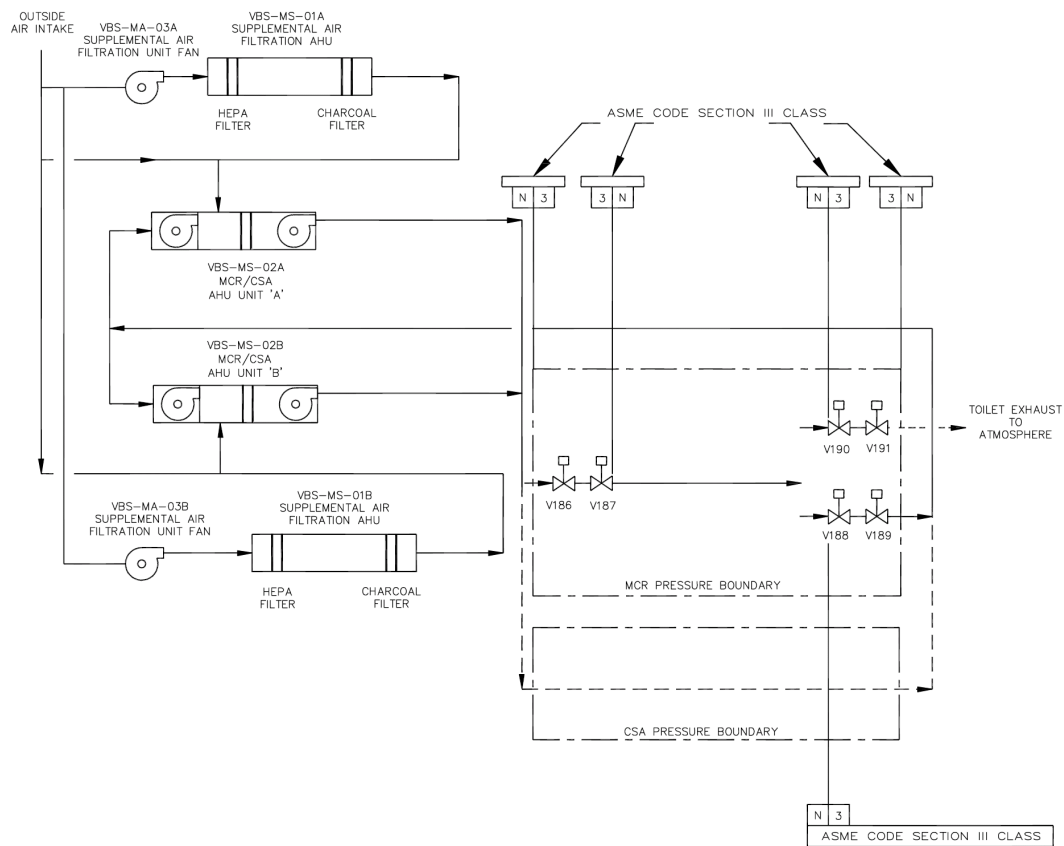 OUTSIDE
AIR INTAKE
VBS-MA-03A
SUPPLEMENTAL AIR
FILTRATION UNIT FAN
VBS-MS-01A
SUPPLEMENTAL AIR
FILTRATION AHU
HEPA
FILTER
CHARCOAL
FILTER
ASME CODE SECTION III CLASS
N 3
3 N
N 3
3 N
VBS-MS-02A
MCR/CSA
AHU UNIT 'A'
VBS-MS-02B
MCR/CSA
AHU UNIT 'B'
V190
V191
TOILET EXHAUST
TO
ATMOSPHERE
V186
V187
V188
V189
VBS-MA-03B
SUPPLEMENTAL AIR
FILTRATION UNIT FAN
VBS-MS-01B
SUPPLEMENTAL AIR
FILTRATION AHU
HEPA
FILTER
CHARCOAL
FILTER
MCR PRESSURE BOUNDARY
CSA PRESSURE BOUNDARY
N 3
ASME CODE SECTION III CLASS